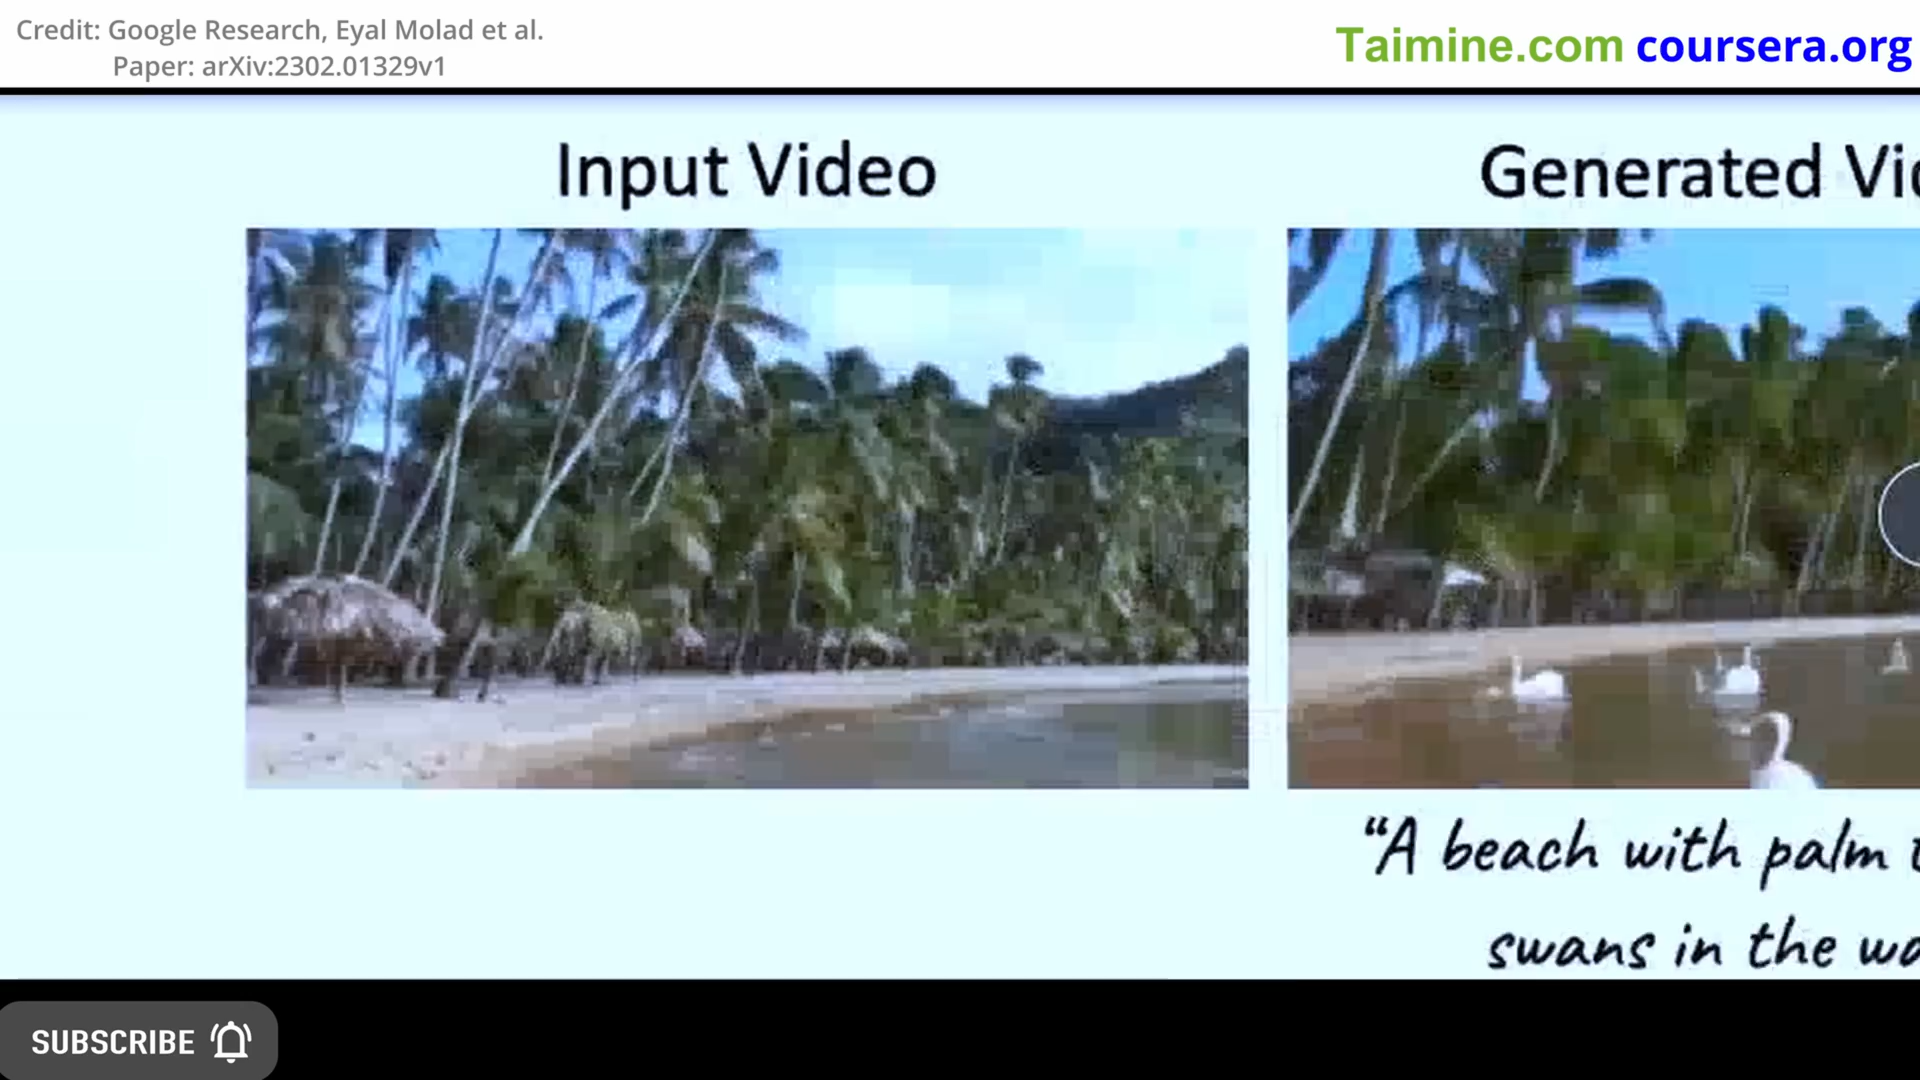 Credit: Google Research, Eyal Molad et al.
Paper: arXiv:2302.01329v1
Taimine.com coursera.org
Input Video
Generated
“A beach with palm
swans in the
SUBSCRIBE